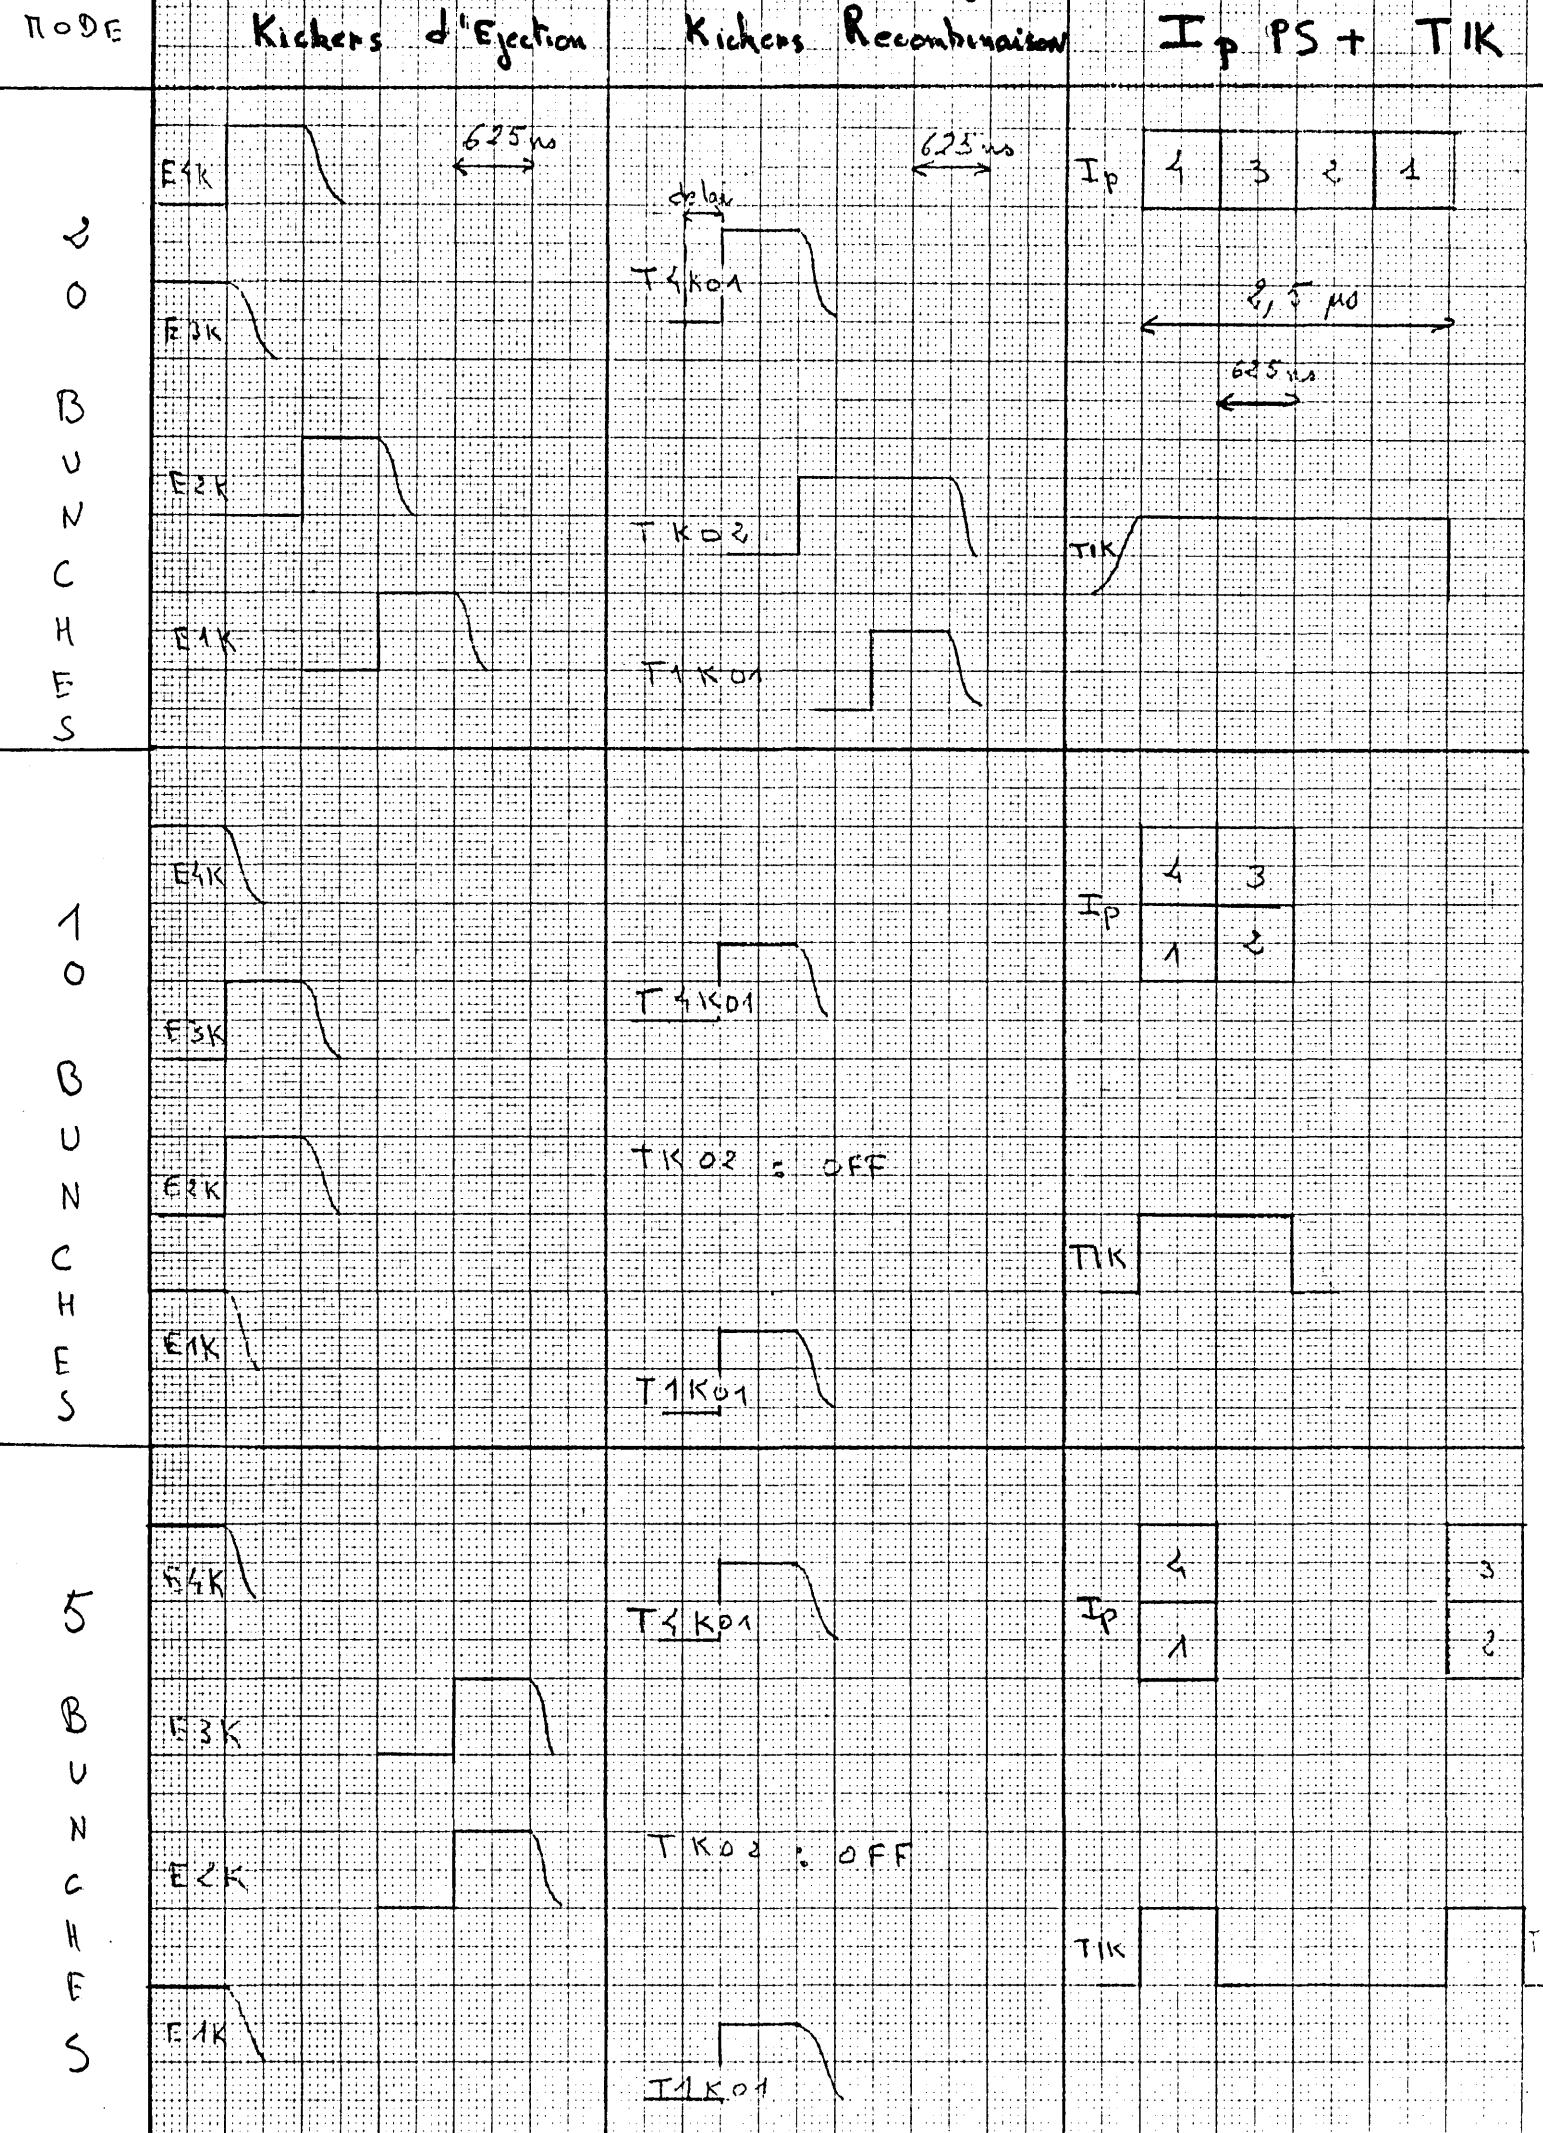 MODE
Kickers d'Ejection
Kickers Recombinaison
Ip PS + TIK
20 BUNCHES
E4K
625 ns
E3K
E2K
E1K
625 ns
delai
T4K01
TK02
T1K01
Ip 4 3 2 1
2,5 µs
625 ns
TIK
10 BUNCHES
E4K
E3K
E2K
E1K
T4K01
TK02 : OFF
T1K01
Ip
4 3
1 2
TIK
5 BUNCHES
E4K
E3K
E2K
E1K
T4K01
TK02 : OFF
T1K01
Ip
4 3
1 2
TIK